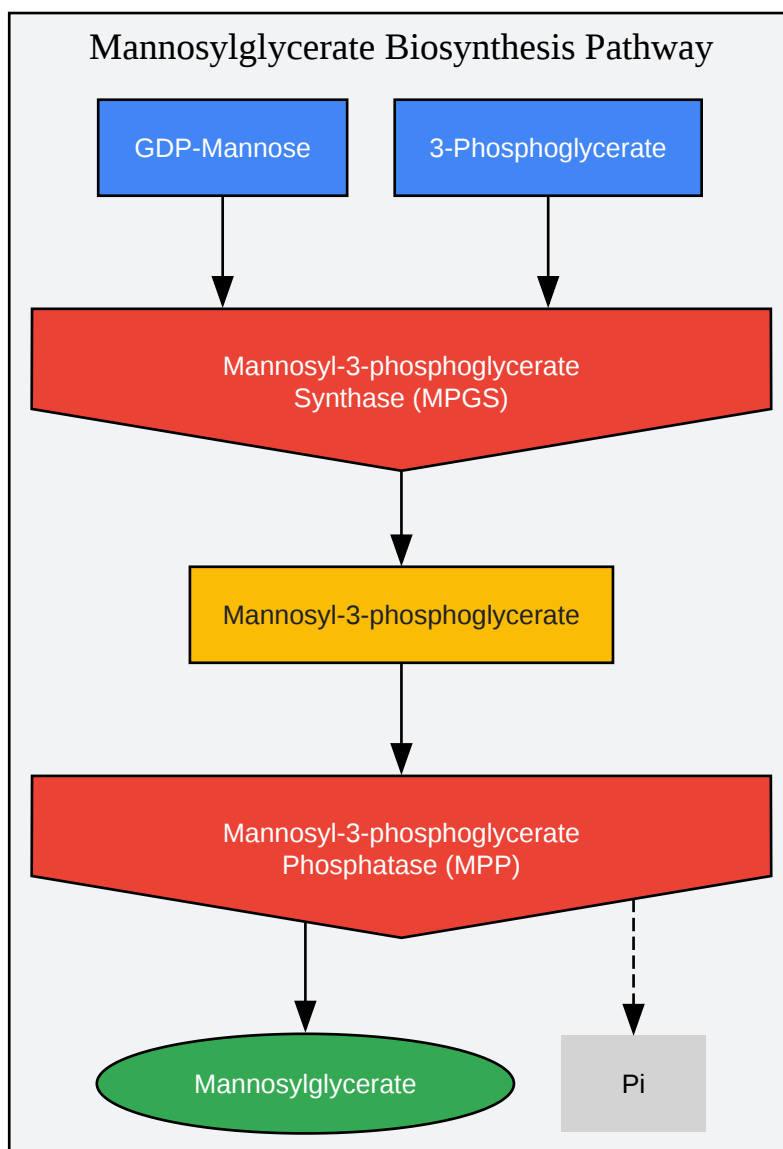 Mannosylglycerate Biosynthesis Pathway
GDP-Mannose
3-Phosphoglycerate
Mannosyl-3-phosphoglycerate
Synthase (MPGS)
Mannosyl-3-phosphoglycerate
Mannosyl-3-phosphoglycerate
Phosphatase (MPP)
Mannosylglycerate
Pi